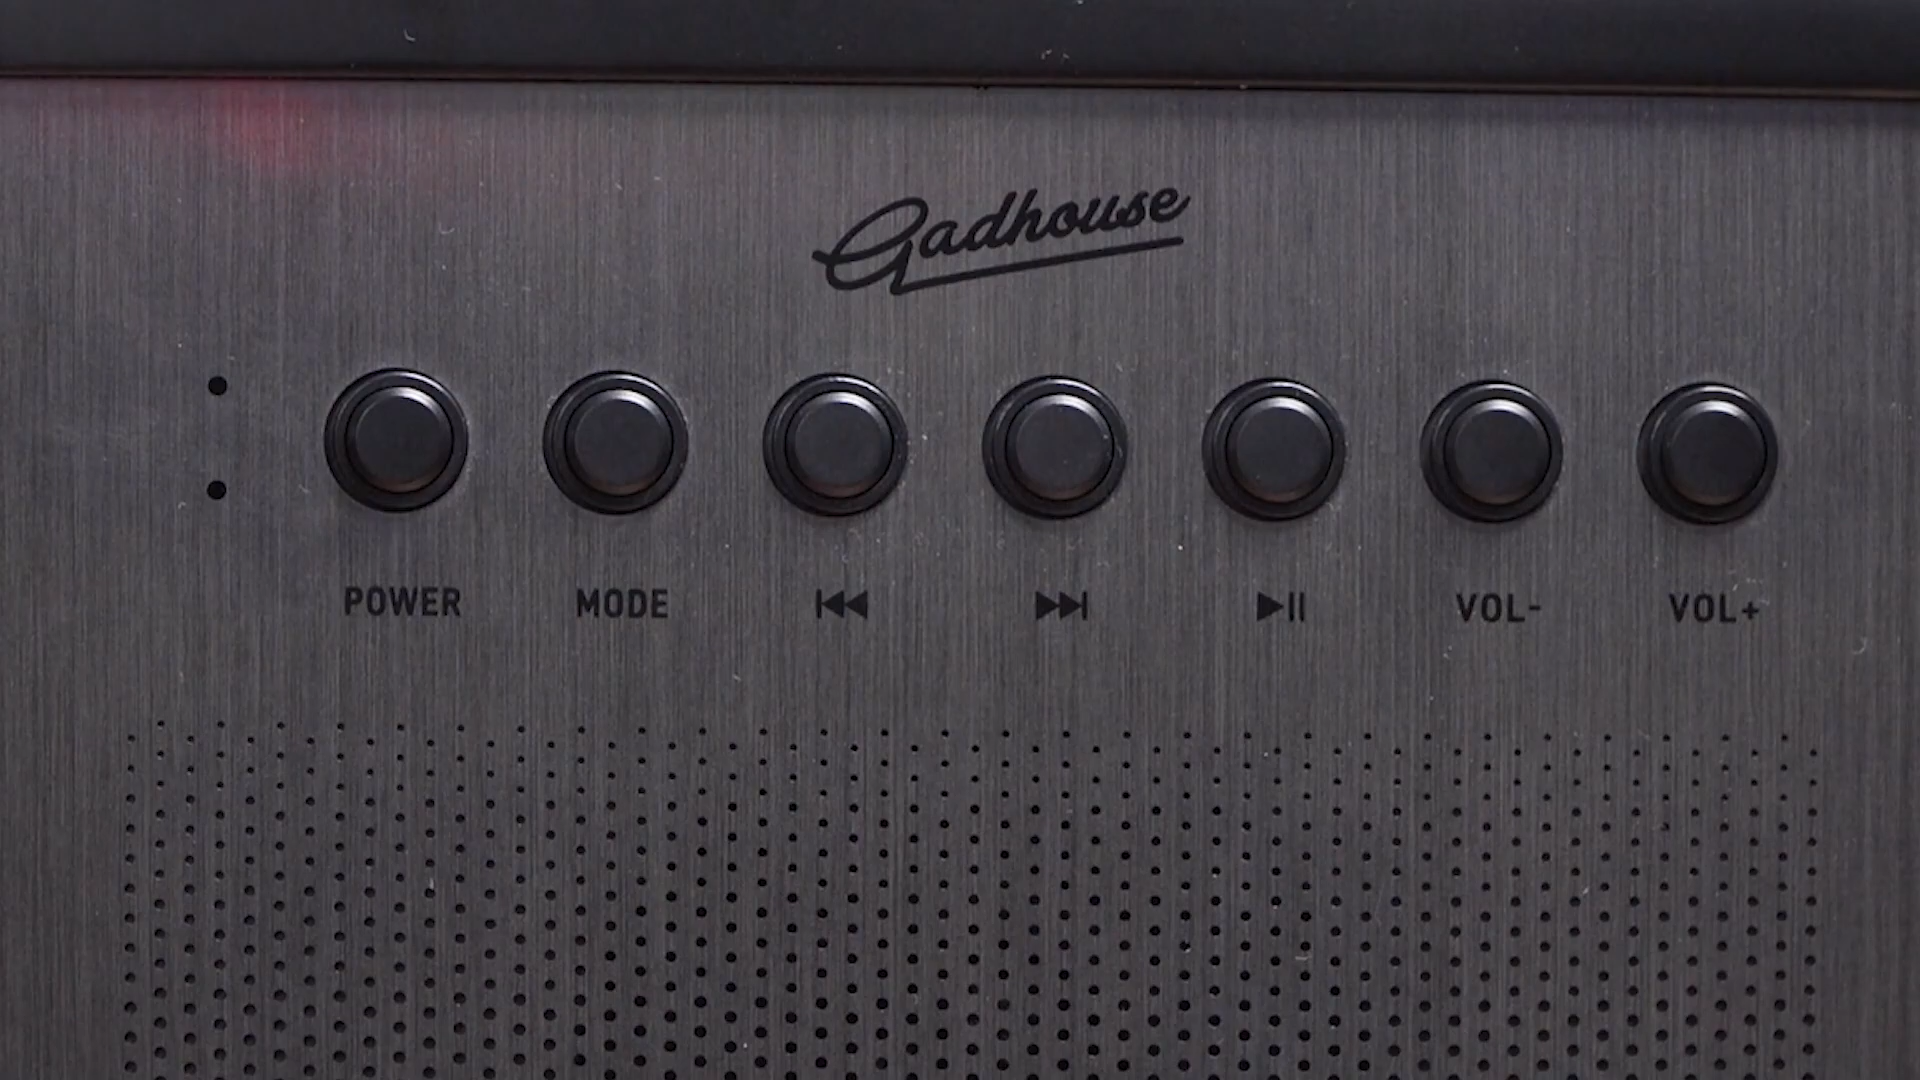 Gadhouse
POWER MODE ⏮ ⏭ ⏯ VOL- VOL+